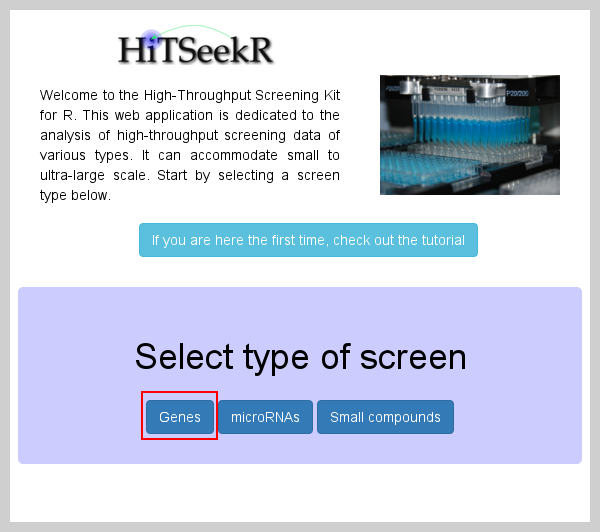 HiTSeekR
Welcome to the High-Throughput Screening Kit
for R. This web application is dedicated to the
analysis of high-throughput screening data of
various types. It can accommodate small to
ultra-large scale. Start by selecting a screen
type below.
P20/200
If you are here the first time, check out the tutorial
Select type of screen
Genes microRNAs Small compounds